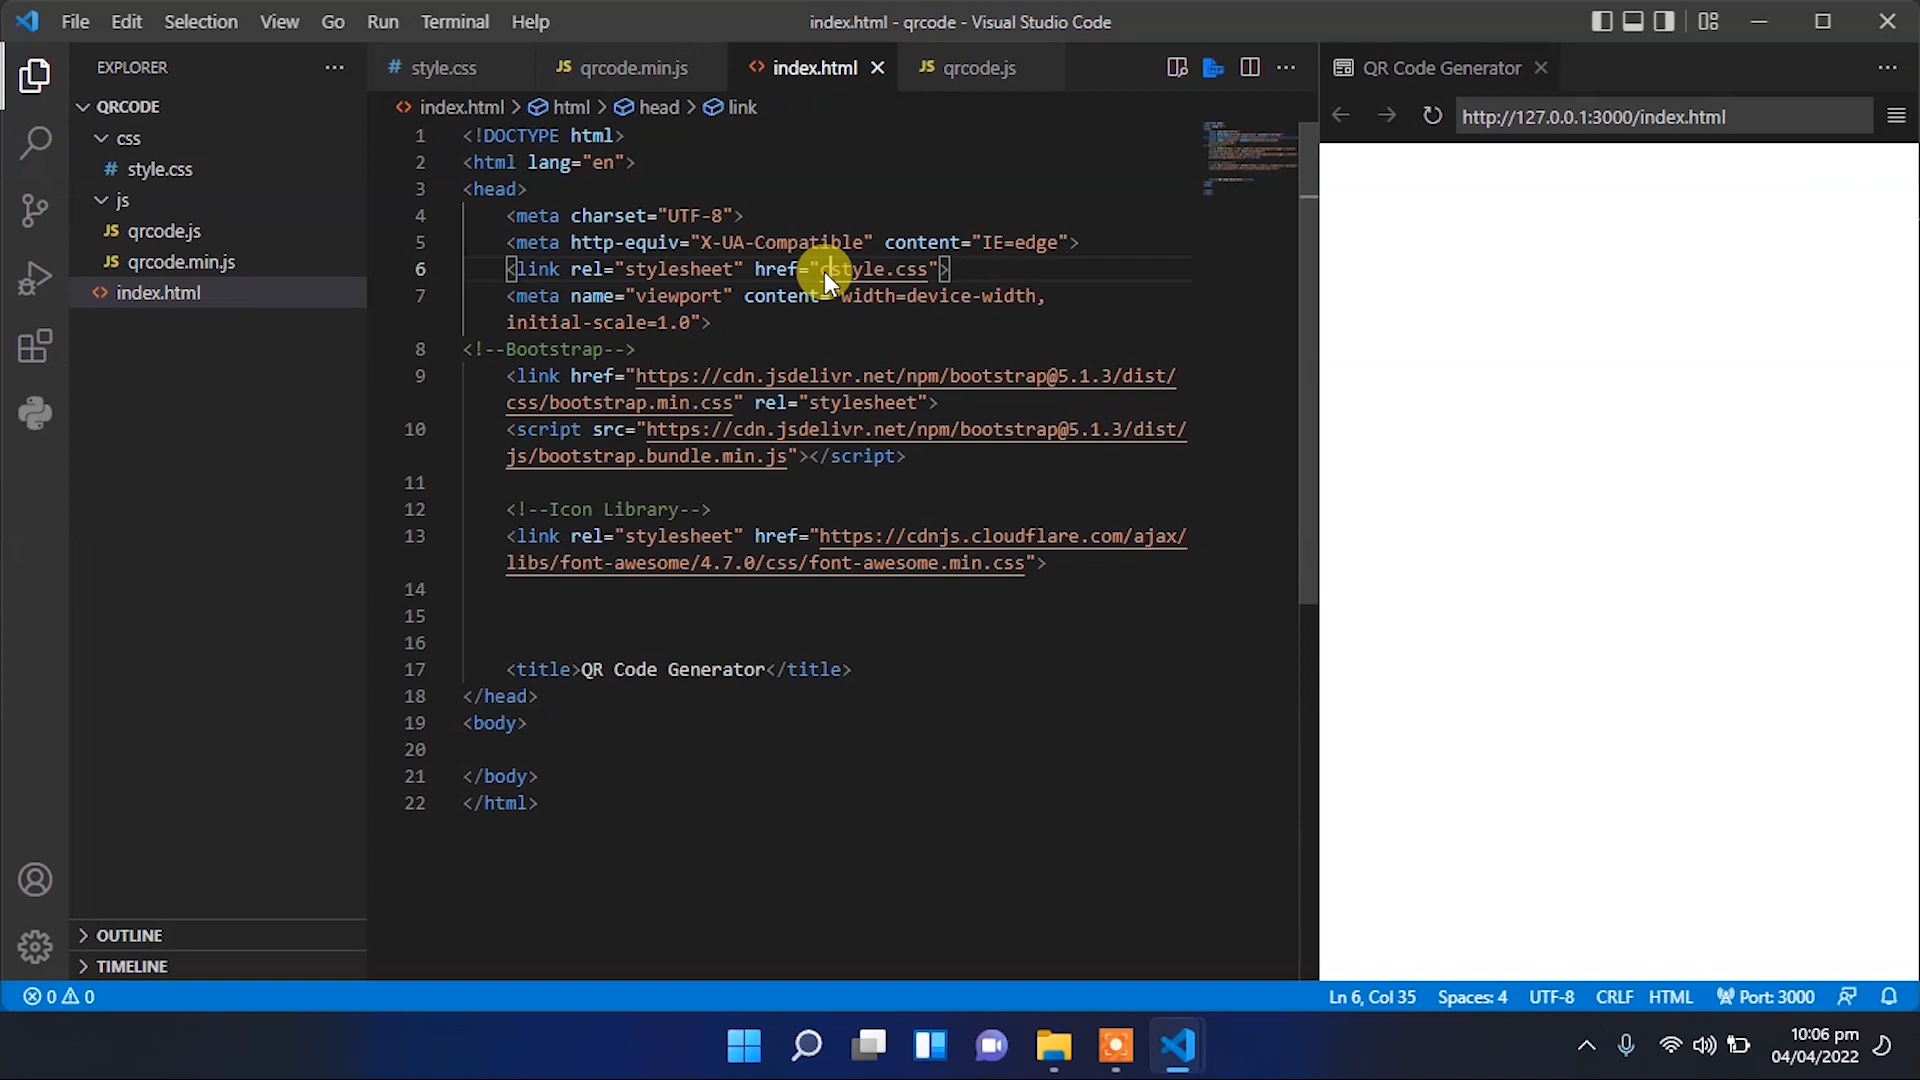 File Edit Selection View Go Run Terminal Help
index.html - qrcode - Visual Studio Code
EXPLORER
QRCODE
css
# style.css
js
JS qrcode.js
JS qrcode.min.js
<> index.html
OUTLINE
TIMELINE
# style.css
JS qrcode.min.js
<> index.html
JS qrcode.js
<> index.html > html > head > link
1 <!DOCTYPE html>
2 <html lang="en">
3 <head>
4 <meta charset="UTF-8">
5 <meta http-equiv="X-UA-Compatible" content="IE=edge">
6 <link rel="stylesheet" href="cstyle.css">
7 <meta name="viewport" content="width=device-width,
initial-scale=1.0">
8 <!--Bootstrap-->
9 <link href="https://cdn.jsdelivr.net/npm/bootstrap@5.1.3/dist/
css/bootstrap.min.css" rel="stylesheet">
10 <script src="https://cdn.jsdelivr.net/npm/bootstrap@5.1.3/dist/
js/bootstrap.bundle.min.js"></script>
11
12 <!--Icon Library-->
13 <link rel="stylesheet" href="https://cdnjs.cloudflare.com/ajax/
libs/font-awesome/4.7.0/css/font-awesome.min.css">
14
15
16
17 <title>QR Code Generator</title>
18 </head>
19 <body>
20
21 </body>
22 </html>
QR Code Generator
http://127.0.0.1:3000/index.html
0 0
Ln 6, Col 35 Spaces: 4 UTF-8 CRLF HTML Port: 3000
10:06 pm
04/04/2022